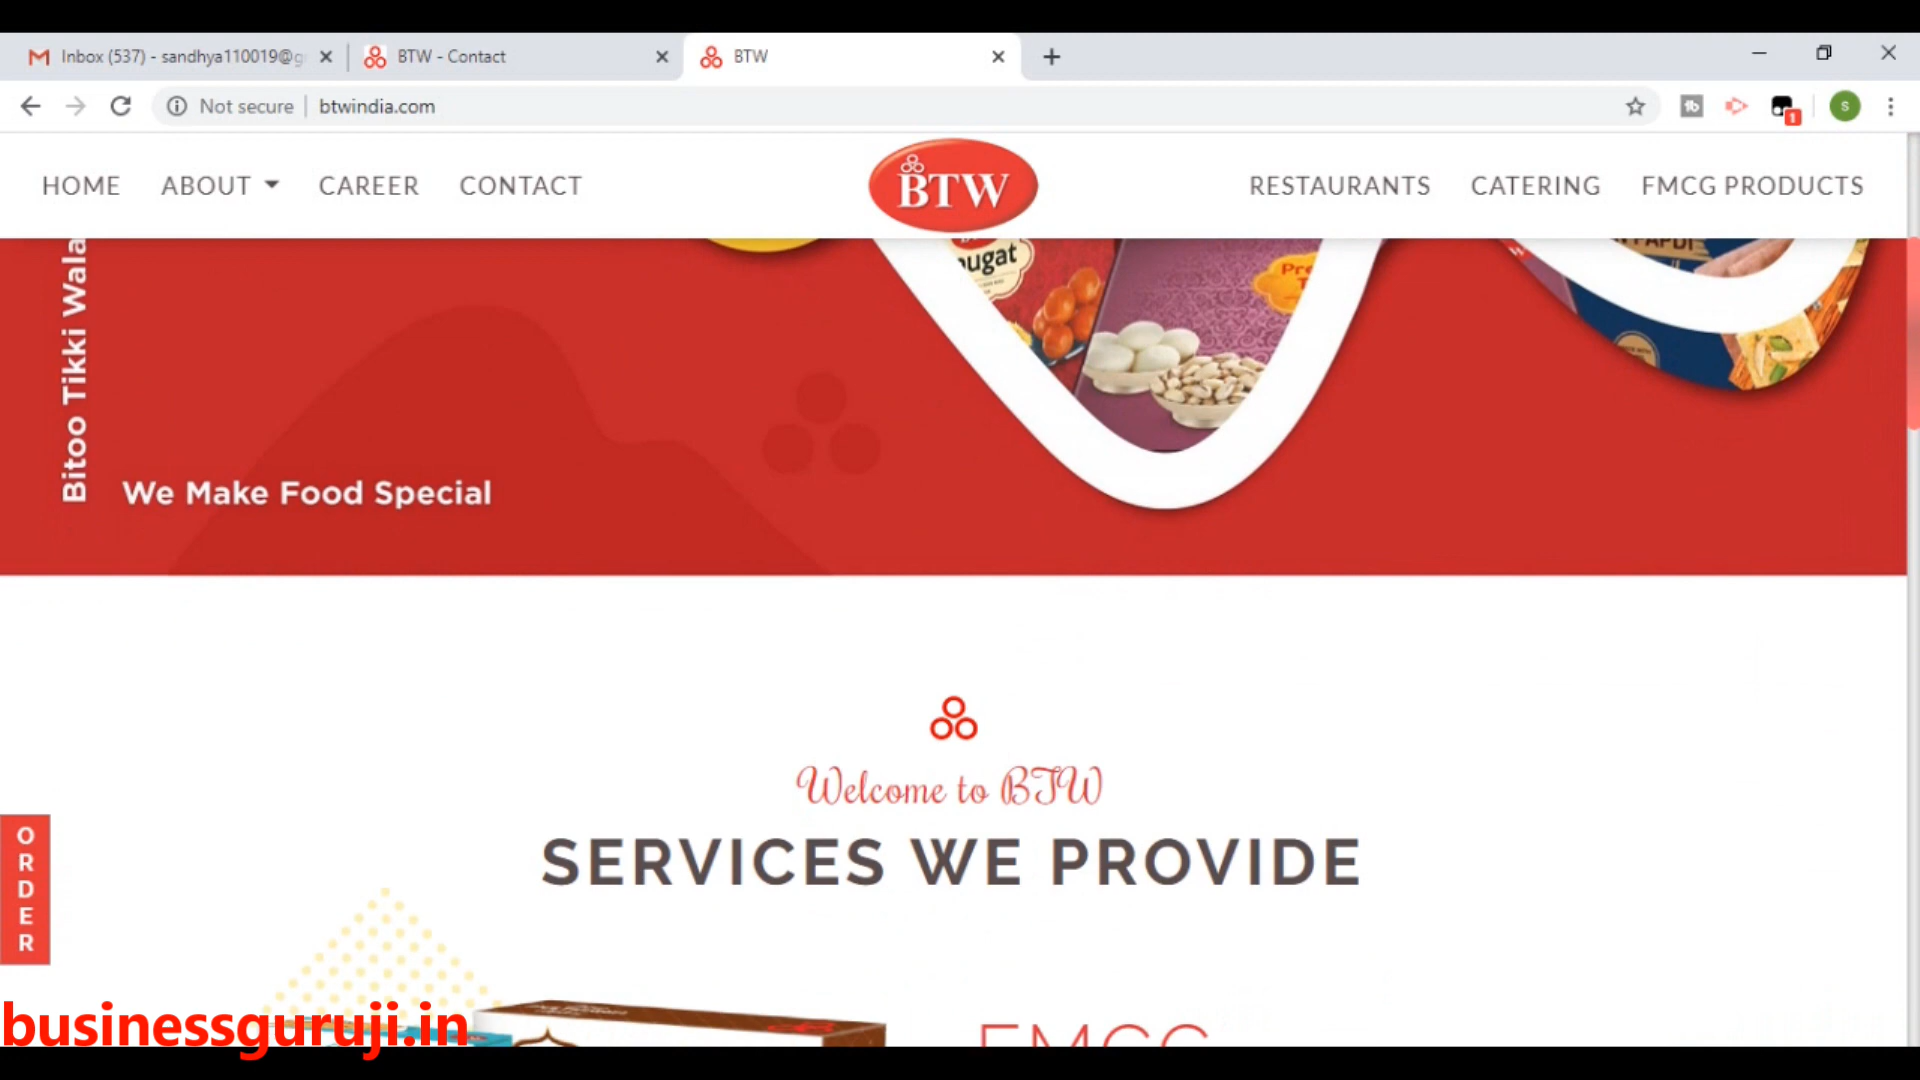 Inbox (537) - sandhya110019@g
BTW - Contact
BTW
Not secure
btwindia.com
HOME
ABOUT
CAREER
CONTACT
BTW
RESTAURANTS
CATERING
FMCG PRODUCTS
Bitoo Tikki Wala
We Make Food Special
Welcome to BTW
SERVICES WE PROVIDE
ORDER
FMCG
businessguruji.in